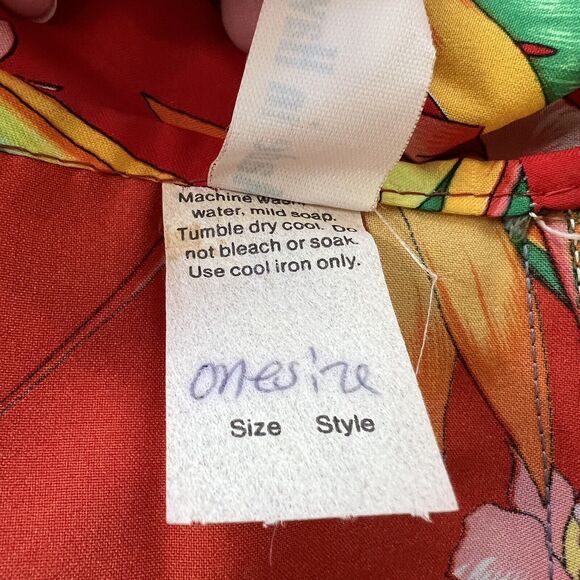 Machine wash,
water, mild soap.
Tumble dry cool. Do
not bleach or soak.
Use cool iron only.
onesize
Size Style